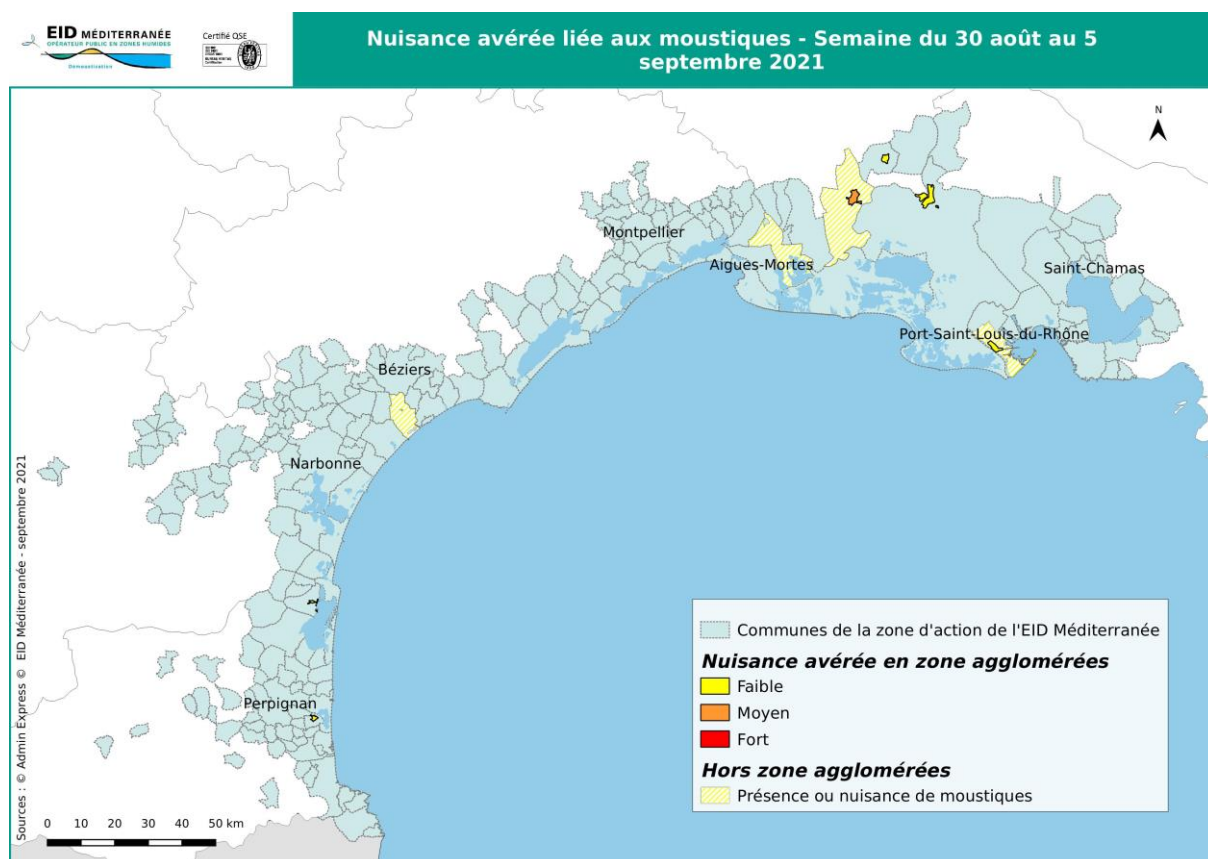 EID MÉDITERRANÉE
OPÉRATEUR PUBLIC EN ZONES HUMIDES
Démoustication
Certifié QSE
Nuisance avérée liée aux moustiques - Semaine du 30 août au 5
septembre 2021
N
Montpellier
Aigues-Mortes
Saint-Chamas
Port-Saint-Louis-du-Rhône
Béziers
Narbonne
Perpignan
Communes de la zone d'action de l'EID Méditerranée
Nuisance avérée en zone agglomérées
Faible
Moyen
Fort
Hors zone agglomérées
Présence ou nuisance de moustiques
0 10 20 30 40 50 km
Sources : © Admin Express © EID Méditerranée - septembre 2021